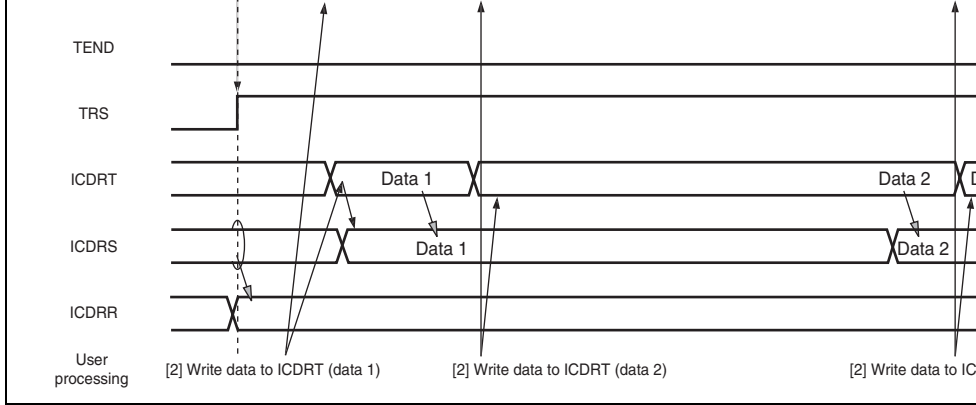 TEND
TRS
ICDRT
Data 1
Data 2
ICDRS
Data 1
Data 2
ICDRR
User
processing
[2] Write data to ICDRT (data 1)
[2] Write data to ICDRT (data 2)
[2] Write data to